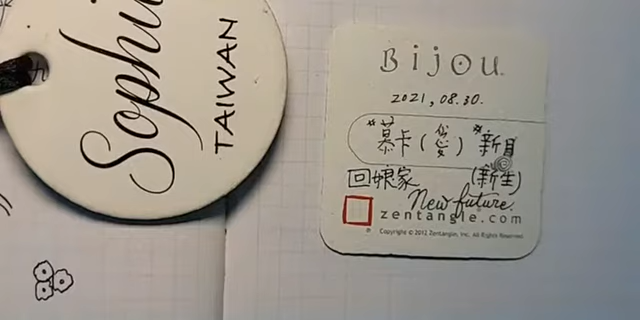 Sophi
TAIWAN
Bijou
2021,08.30.
"慕卡(您)"新月
回娘家 (新生)
New future.
zentangle.com
Copyright © 2012 Zentangle, Inc. All Rights Reserved